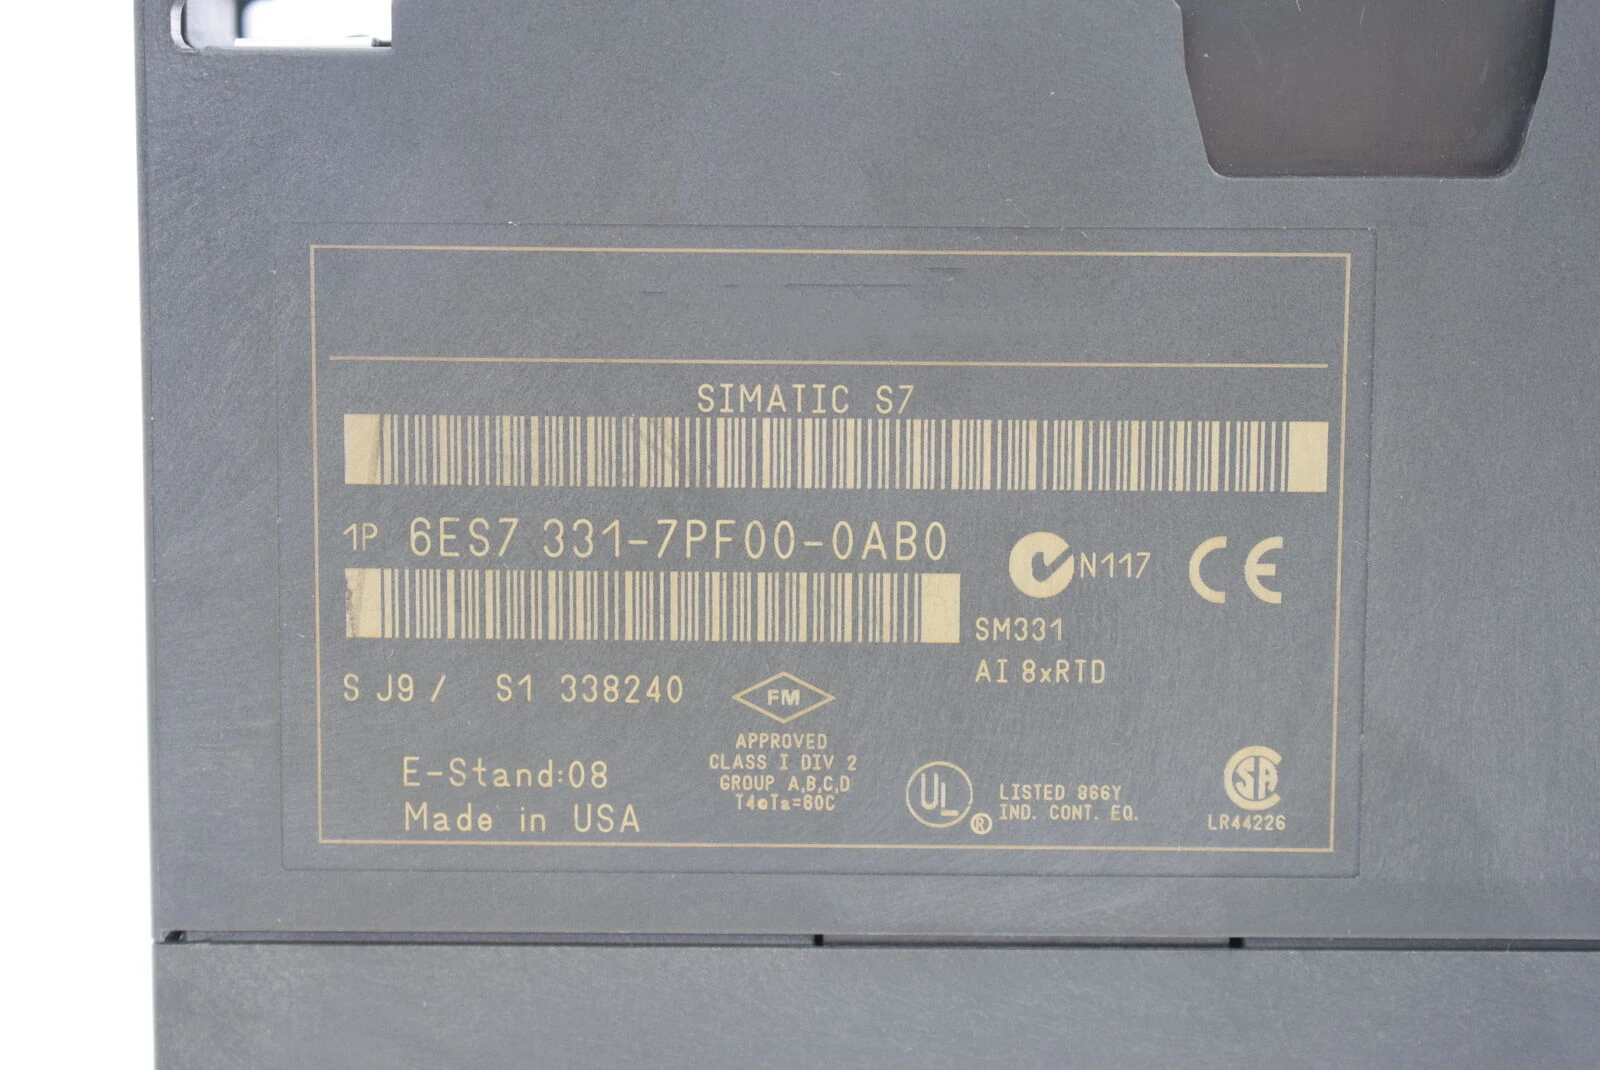 SIMATIC S7
1P 6ES7 331-7PF00-0AB0
N117 CE
SM331
AI 8xRTD
S J9 / S1 338240
FM
APPROVED
CLASS I DIV 2
GROUP A,B,C,D
T4@Ta=60C
E-Stand:08
Made in USA
UL ®
LISTED 866Y
IND. CONT. EQ.
SA
LR44226